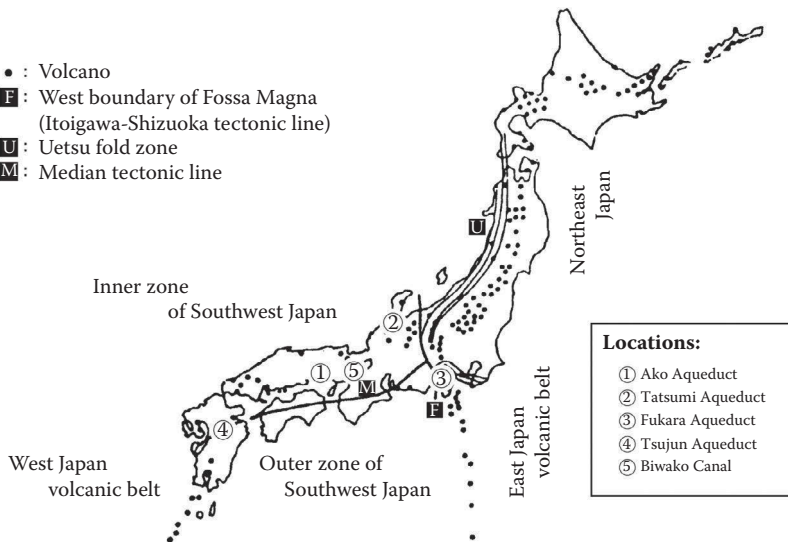 • : Volcano
F : West boundary of Fossa Magna
(Itoigawa-Shizuoka tectonic line)
U : Uetsu fold zone
M : Median tectonic line
Northeast
Japan
U
Inner zone
of Southwest Japan
②
①
⑤
M
③
F
④
West Japan
volcanic belt
Outer zone of
Southwest Japan
East Japan
volcanic belt
Locations:
① Ako Aqueduct
② Tatsumi Aqueduct
③ Fukara Aqueduct
④ Tsujun Aqueduct
⑤ Biwako Canal